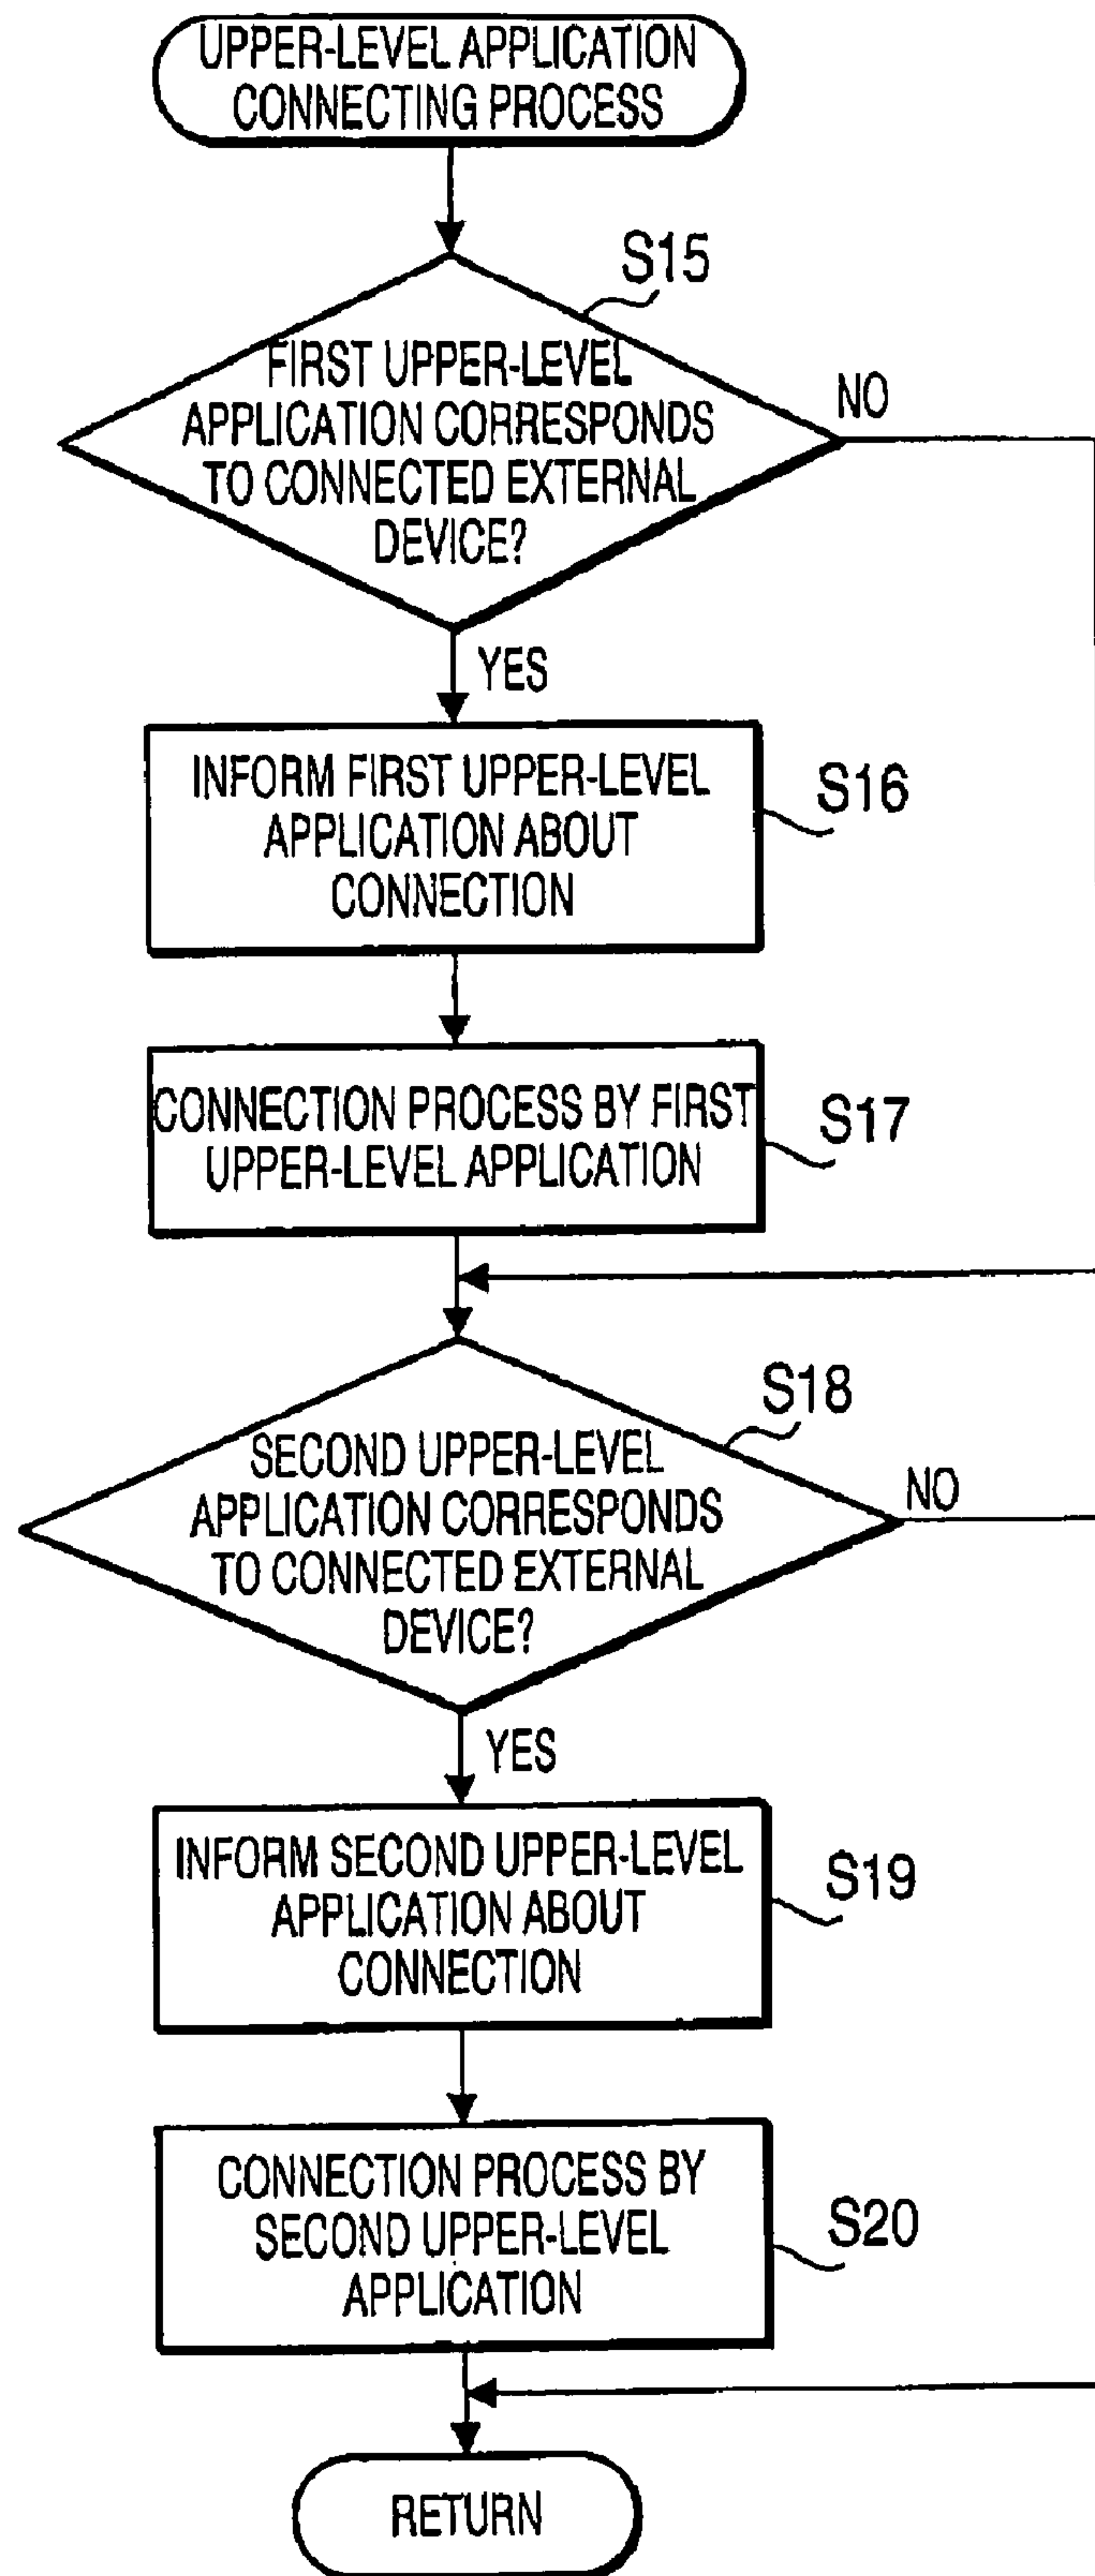 UPPER-LEVEL APPLICATION
CONNECTING PROCESS
S15
FIRST UPPER-LEVEL
APPLICATION CORRESPONDS
TO CONNECTED EXTERNAL
DEVICE?
NO
YES
INFORM FIRST UPPER-LEVEL
APPLICATION ABOUT
CONNECTION
S16
CONNECTION PROCESS BY FIRST
UPPER-LEVEL APPLICATION
S17
S18
SECOND UPPER-LEVEL
APPLICATION CORRESPONDS
TO CONNECTED EXTERNAL
DEVICE?
NO
YES
INFORM SECOND UPPER-LEVEL
APPLICATION ABOUT
CONNECTION
S19
CONNECTION PROCESS BY
SECOND UPPER-LEVEL
APPLICATION
S20
RETURN